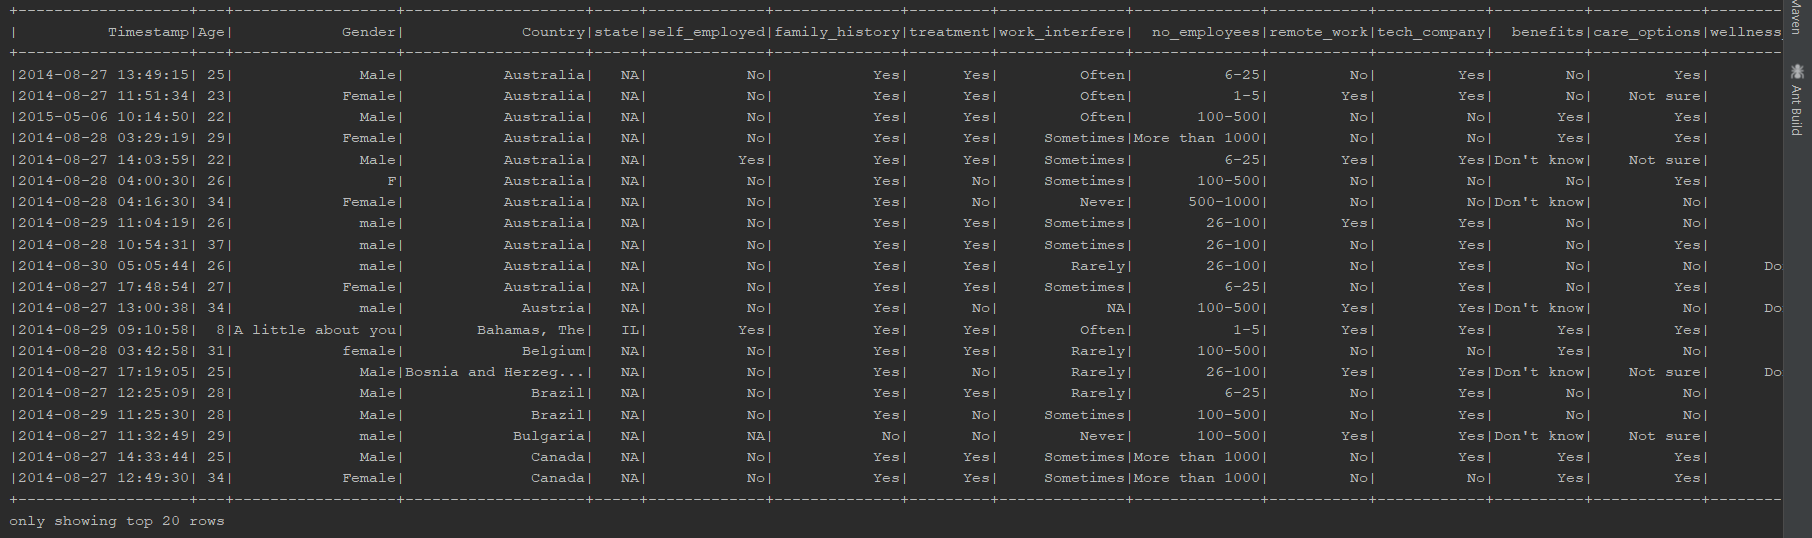 +-------------------+---+------------------+--------------------+-----+-------------+--------------+---------+--------------+--------------+-----------+------------+----------+------------+--------
|          Timestamp|Age|            Gender|             Country|state|self_employed|family_history|treatment|work_interfere|  no_employees|remote_work|tech_company|  benefits|care_options|wellness_
+-------------------+---+------------------+--------------------+-----+-------------+--------------+---------+--------------+--------------+-----------+------------+----------+------------+--------
|2014-08-27 13:49:15| 25|              Male|           Australia|   NA|           No|           Yes|      Yes|         Often|          6-25|         No|         Yes|        No|         Yes|
|2014-08-27 11:51:34| 23|            Female|           Australia|   NA|           No|           Yes|      Yes|         Often|           1-5|        Yes|         Yes|        No|    Not sure|
|2015-05-06 10:14:50| 22|              Male|           Australia|   NA|           No|           Yes|      Yes|         Often|       100-500|         No|          No|       Yes|         Yes|
|2014-08-28 03:29:19| 29|            Female|           Australia|   NA|           No|           Yes|      Yes|     Sometimes|More than 1000|         No|          No|       Yes|         Yes|
|2014-08-27 14:03:59| 22|              Male|           Australia|   NA|          Yes|           Yes|      Yes|     Sometimes|          6-25|        Yes|         Yes|Don't know|    Not sure|
|2014-08-28 04:00:30| 26|                 F|           Australia|   NA|           No|           Yes|       No|     Sometimes|       100-500|         No|          No|        No|         Yes|
|2014-08-28 04:16:30| 34|            Female|           Australia|   NA|           No|           Yes|       No|         Never|      500-1000|         No|          No|Don't know|          No|
|2014-08-29 11:04:19| 26|              male|           Australia|   NA|           No|           Yes|      Yes|     Sometimes|        26-100|        Yes|         Yes|        No|          No|
|2014-08-28 10:54:31| 37|              male|           Australia|   NA|           No|           Yes|      Yes|     Sometimes|        26-100|         No|         Yes|        No|         Yes|
|2014-08-30 05:05:44| 26|              male|           Australia|   NA|           No|           Yes|      Yes|        Rarely|        26-100|         No|         Yes|        No|          No|      Do
|2014-08-27 17:48:54| 27|            Female|           Australia|   NA|           No|           Yes|      Yes|     Sometimes|          6-25|         No|         Yes|        No|         Yes|
|2014-08-27 13:00:38| 34|              male|             Austria|   NA|           No|           Yes|       No|            NA|       100-500|        Yes|         Yes|Don't know|          No|      Do
|2014-08-29 09:10:58|  8|A little about you|        Bahamas, The|   IL|          Yes|           Yes|      Yes|         Often|           1-5|        Yes|         Yes|       Yes|         Yes|
|2014-08-28 03:42:58| 31|            female|             Belgium|   NA|           No|           Yes|      Yes|        Rarely|       100-500|         No|          No|       Yes|          No|
|2014-08-27 17:19:05| 25|              Male|Bosnia and Herzeg...|   NA|           No|           Yes|       No|        Rarely|        26-100|        Yes|         Yes|Don't know|    Not sure|      Do
|2014-08-27 12:25:09| 28|              Male|              Brazil|   NA|           No|           Yes|      Yes|        Rarely|          6-25|         No|         Yes|        No|          No|
|2014-08-29 11:25:30| 28|              Male|              Brazil|   NA|           No|           Yes|       No|     Sometimes|       100-500|         No|         Yes|        No|          No|
|2014-08-27 11:32:49| 29|              male|            Bulgaria|   NA|           NA|            No|       No|         Never|       100-500|        Yes|         Yes|Don't know|    Not sure|
|2014-08-27 14:33:44| 25|              Male|              Canada|   NA|           No|           Yes|      Yes|     Sometimes|More than 1000|         No|         Yes|       Yes|         Yes|
|2014-08-27 12:49:30| 34|            Female|              Canada|   NA|           No|           Yes|      Yes|     Sometimes|More than 1000|         No|          No|       Yes|         Yes|
+-------------------+---+------------------+--------------------+-----+-------------+--------------+---------+--------------+--------------+-----------+------------+----------+------------+--------
only showing top 20 rows
Maven
Ant Build